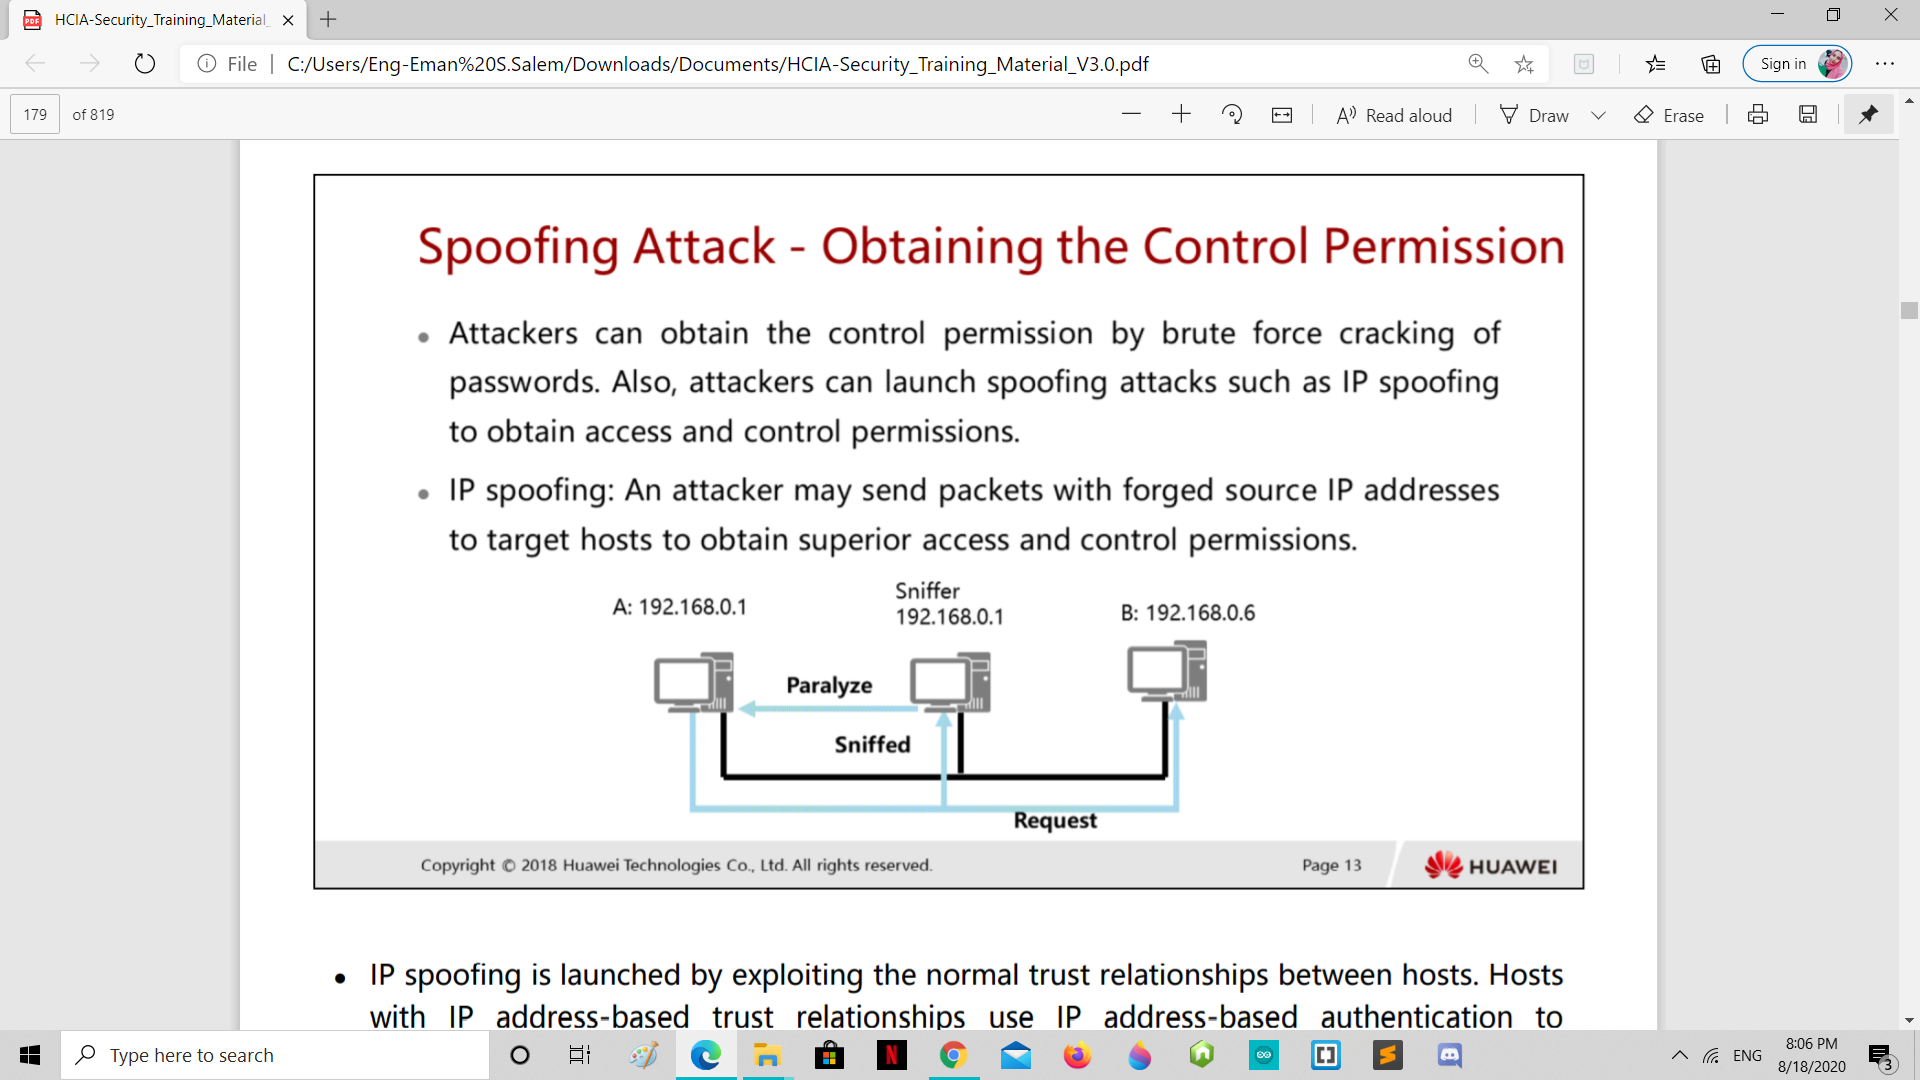 HCIA-Security_Training_Material_
File
C:/Users/Eng-Eman%20S.Salem/Downloads/Documents/HCIA-Security_Training_Material_V3.0.pdf
Sign in
179 of 819
Read aloud
Draw
Erase
Spoofing Attack - Obtaining the Control Permission
Attackers can obtain the control permission by brute force cracking of
passwords. Also, attackers can launch spoofing attacks such as IP spoofing
to obtain access and control permissions.
IP spoofing: An attacker may send packets with forged source IP addresses
to target hosts to obtain superior access and control permissions.
A: 192.168.0.1
Sniffer
192.168.0.1
B: 192.168.0.6
Paralyze
Sniffed
Request
Copyright © 2018 Huawei Technologies Co., Ltd. All rights reserved.
Page 13
HUAWEI
• IP spoofing is launched by exploiting the normal trust relationships between hosts. Hosts
with IP address-based trust relationships use IP address-based authentication to
Type here to search
ENG
8:06 PM
8/18/2020
3